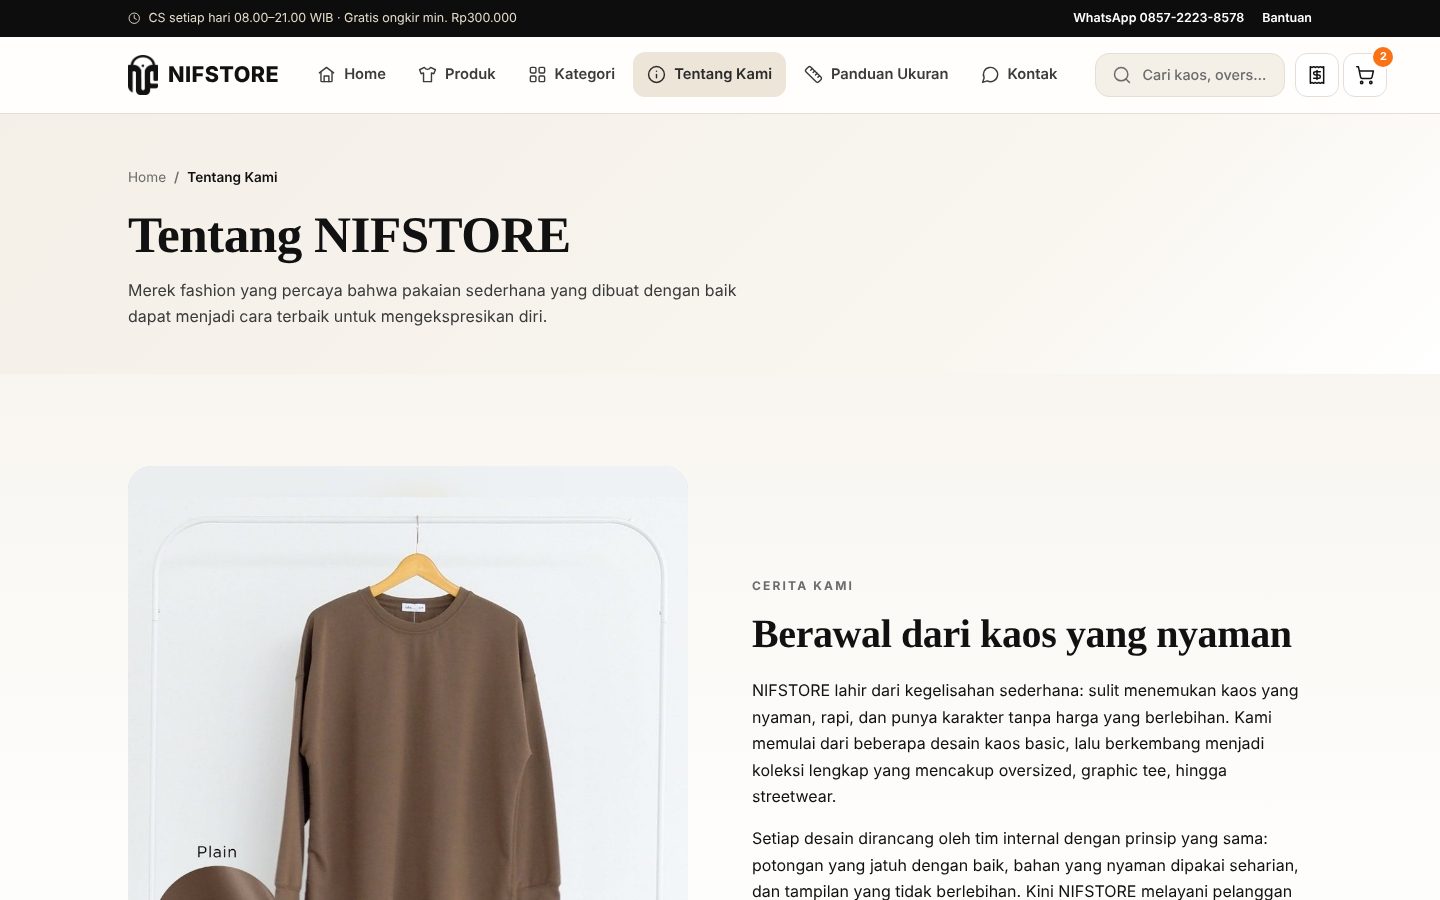 CS setiap hari 08.00–21.00 WIB · Gratis ongkir min. Rp300.000
WhatsApp 0857-2223-8578
Bantuan
NIFSTORE
Home
Produk
Kategori
Tentang Kami
Panduan Ukuran
Kontak
Cari kaos, overs...
2
Home / Tentang Kami
Tentang NIFSTORE
Merek fashion yang percaya bahwa pakaian sederhana yang dibuat dengan baik
dapat menjadi cara terbaik untuk mengekspresikan diri.
Plain
CERITA KAMI
Berawal dari kaos yang nyaman
NIFSTORE lahir dari kegelisahan sederhana: sulit menemukan kaos yang
nyaman, rapi, dan punya karakter tanpa harga yang berlebihan. Kami
memulai dari beberapa desain kaos basic, lalu berkembang menjadi
koleksi lengkap yang mencakup oversized, graphic tee, hingga
streetwear.
Setiap desain dirancang oleh tim internal dengan prinsip yang sama:
potongan yang jatuh dengan baik, bahan yang nyaman dipakai seharian,
dan tampilan yang tidak berlebihan. Kini NIFSTORE melayani pelanggan